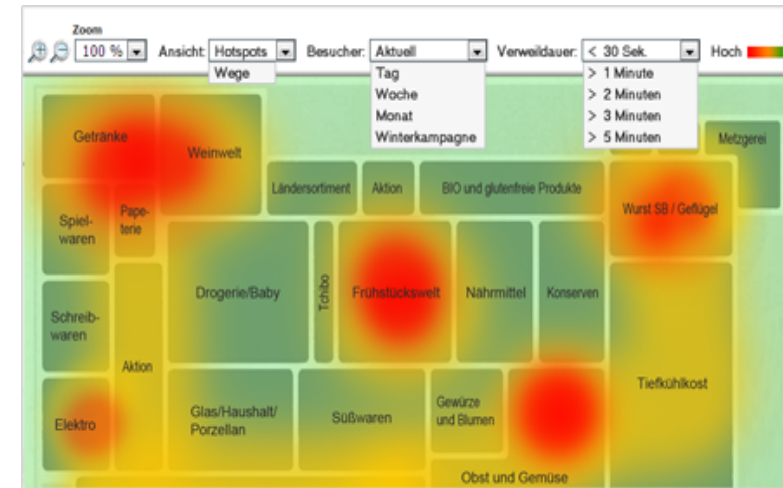 Zoom
100 %
Ansicht: Hotspots
Wege
Besucher: Aktuell
Tag
Woche
Monat
Winterkampagne
Verweildauer: < 30 Sek.
> 1 Minute
> 2 Minuten
> 3 Minuten
> 5 Minuten
Hoch
Getränke
Weinwelt
Metzgerei
Ländersortiment
Aktion
BIO und glutenfreie Produkte
Wurst SB / Geflügel
Spiel-
waren
Pape-
terie
Drogerie/Baby
Tchibo
Frühstückswelt
Nährmittel
Konserven
Schreib-
waren
Aktion
Tiefkühlkost
Elektro
Glas/Haushalt/
Porzellan
Süßwaren
Gewürze
und Blumen
Obst und Gemüse